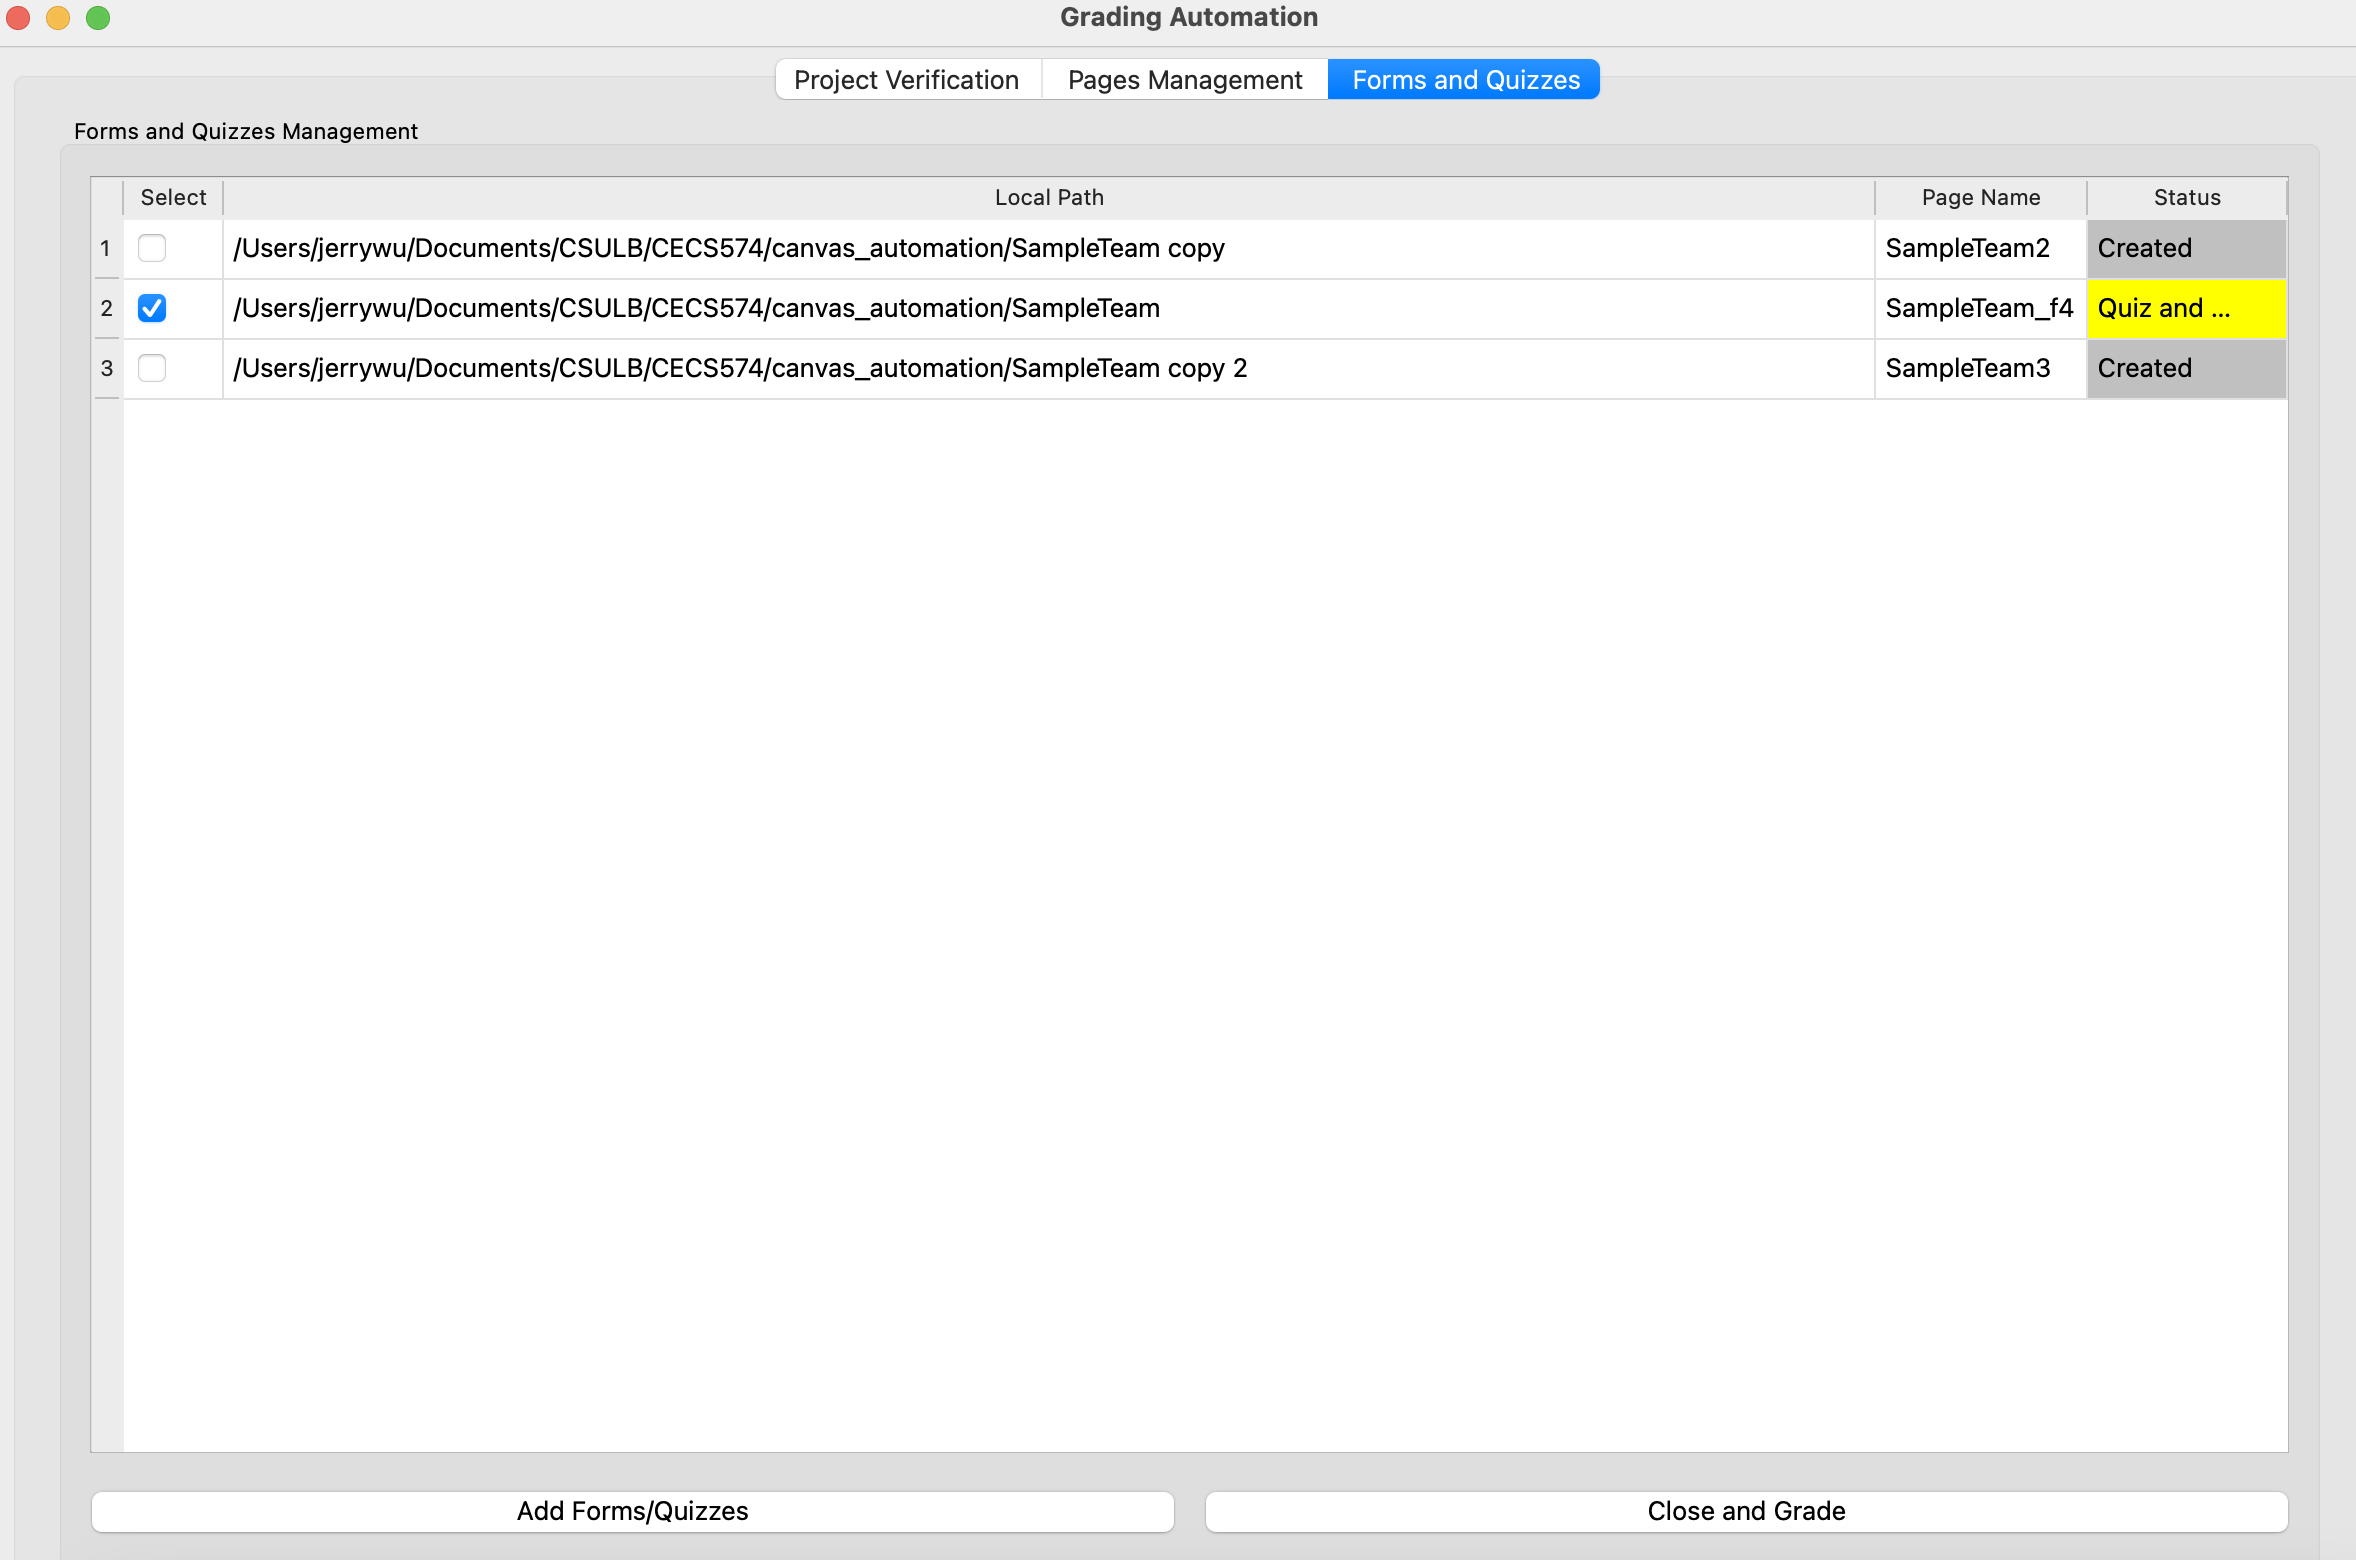 Grading Automation
Project Verification Pages Management Forms and Quizzes
Forms and Quizzes Management
Select Local Path Page Name Status
1 /Users/jerrywu/Documents/CSULB/CECS574/canvas_automation/SampleTeam copy SampleTeam2 Created
2 /Users/jerrywu/Documents/CSULB/CECS574/canvas_automation/SampleTeam SampleTeam_f4 Quiz and ...
3 /Users/jerrywu/Documents/CSULB/CECS574/canvas_automation/SampleTeam copy 2 SampleTeam3 Created
Add Forms/Quizzes Close and Grade